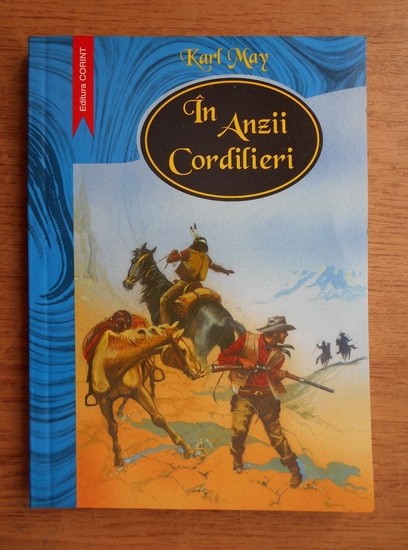 Editura CORINT
Karl May
În
Anzii
Cordilieri